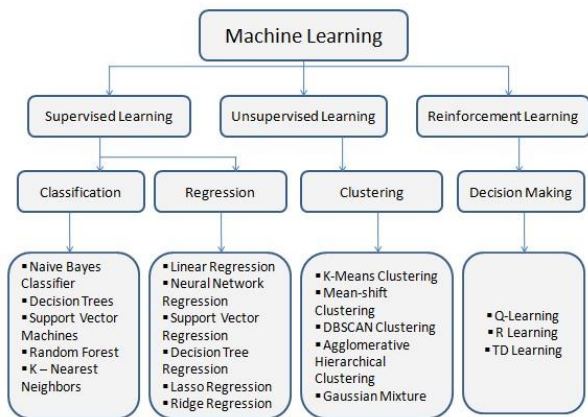 Machine Learning
Supervised Learning
Unsupervised Learning
Reinforcement Learning
Classification
Regression
Clustering
Decision Making
▪ Naive Bayes
Classifier
▪ Decision Trees
▪ Support Vector
Machines
▪ Random Forest
▪ K – Nearest
Neighbors
▪ Linear Regression
▪ Neural Network
Regression
▪ Support Vector
Regression
▪ Decision Tree
Regression
▪ Lasso Regression
▪ Ridge Regression
▪ K-Means Clustering
▪ Mean-shift
Clustering
▪ DBSCAN Clustering
▪ Agglomerative
Hierarchical
Clustering
▪ Gaussian Mixture
▪ Q-Learning
▪ R Learning
▪ TD Learning